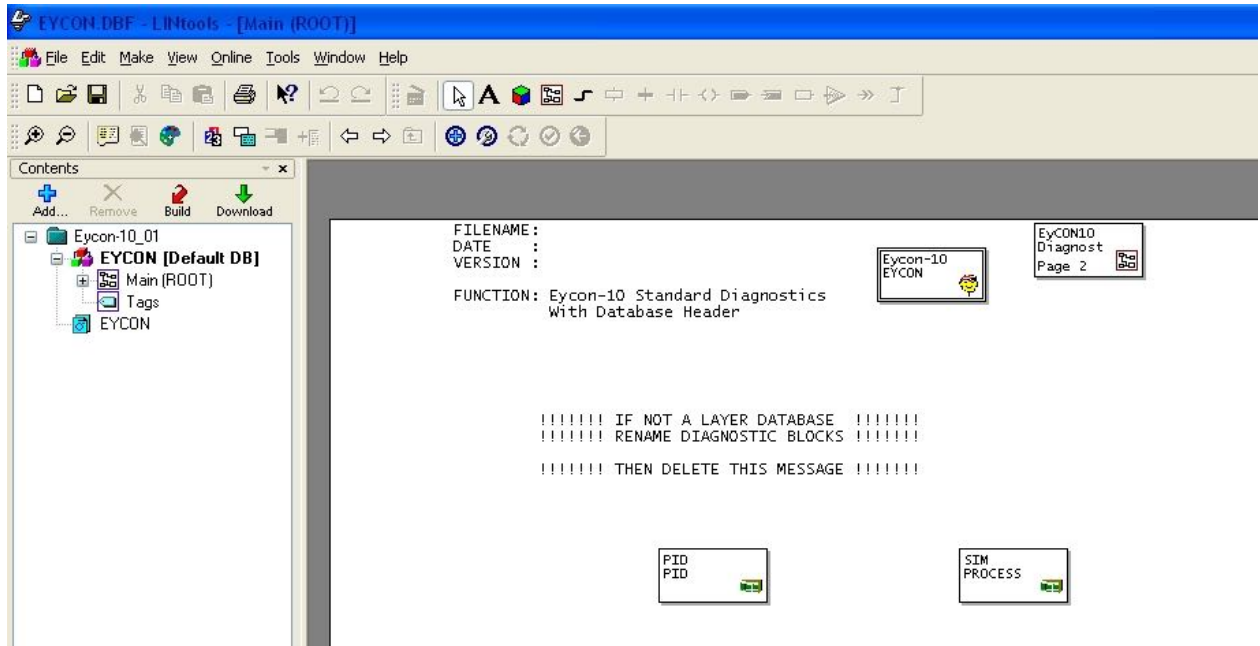 EYCON.DBF - LINtools - [Main (ROOT)]
File Edit Make View Online Tools Window Help
Contents
Add... Remove Build Download
Eycon-10_01
EYCON [Default DB]
Main (ROOT)
Tags
EYCON
FILENAME:
DATE :
VERSION :
FUNCTION: Eycon-10 Standard Diagnostics
With Database Header
Eycon-10
EYCON
EyCON10
Diagnost
Page 2
!!!!!!! IF NOT A LAYER DATABASE !!!!!!!
!!!!!!! RENAME DIAGNOSTIC BLOCKS !!!!!!!
!!!!!!! THEN DELETE THIS MESSAGE !!!!!!!
PID
PID
SIM
PROCESS